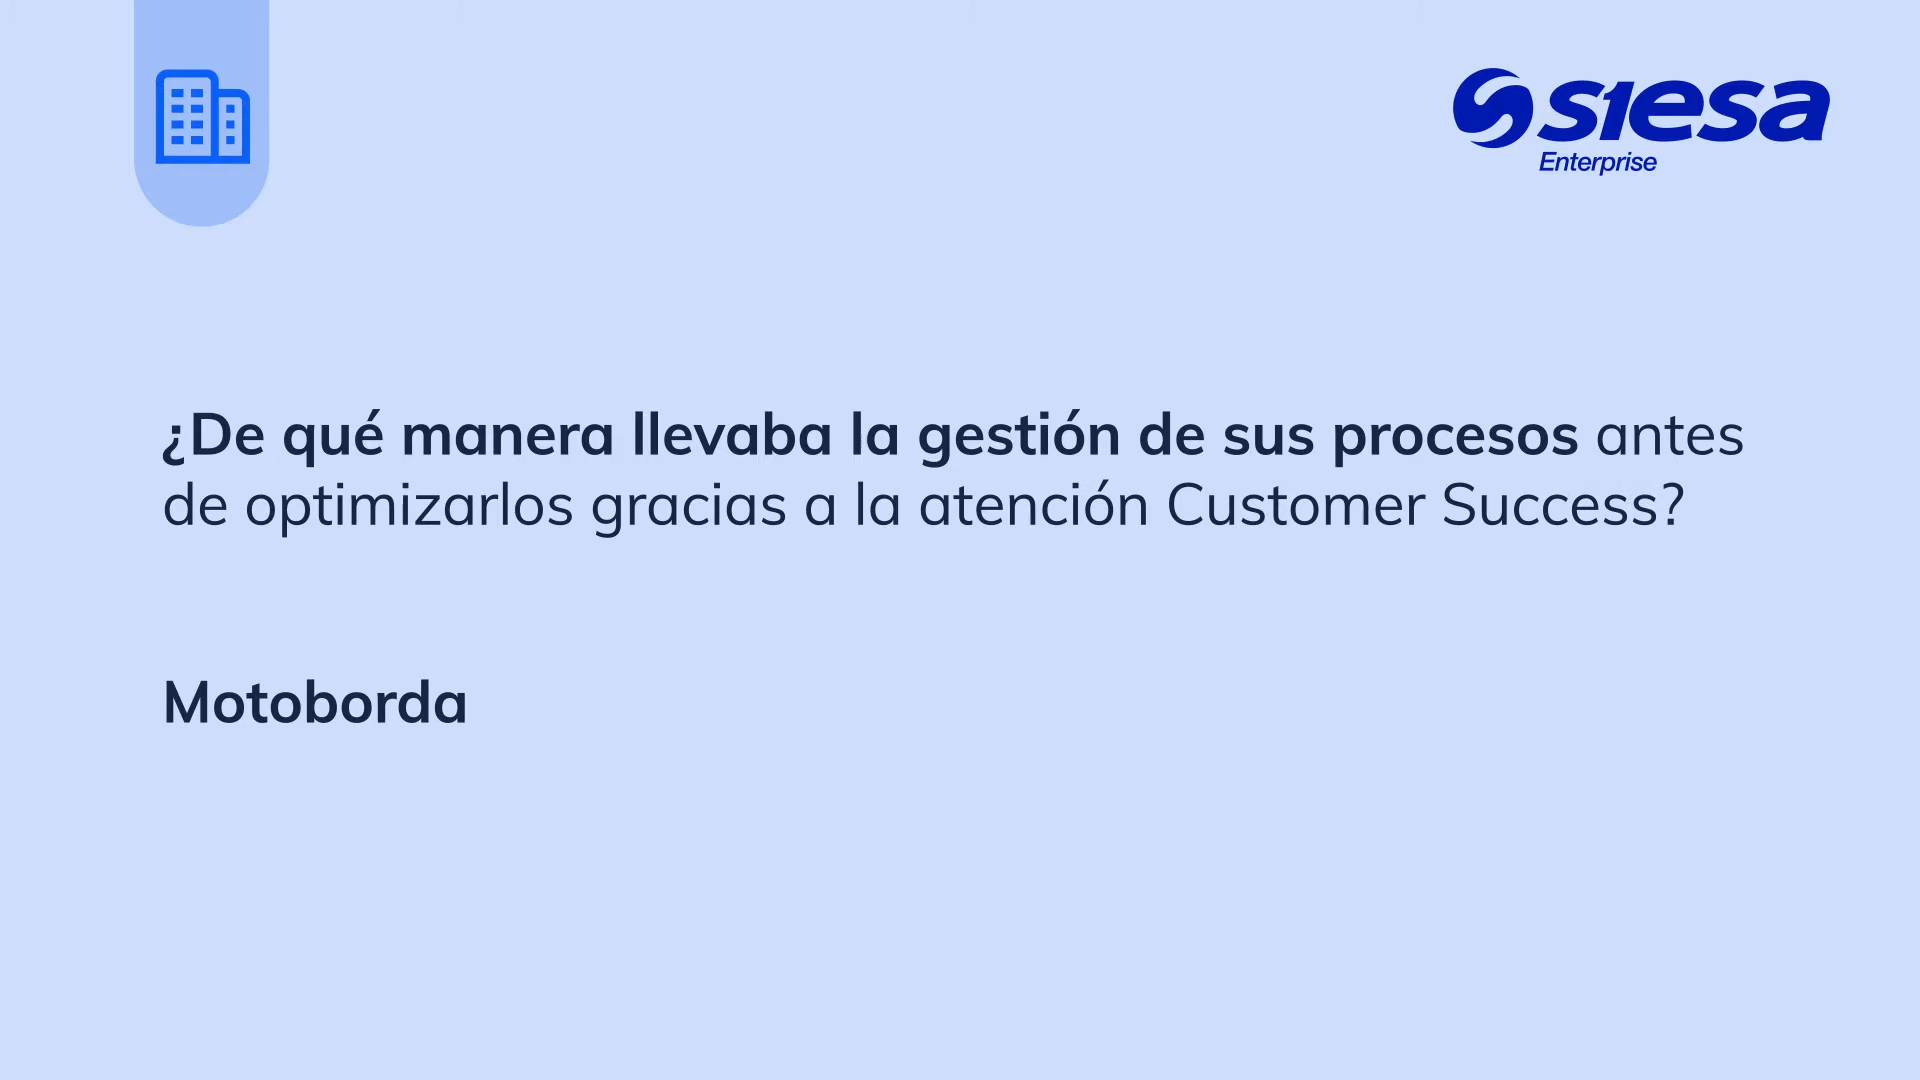 siesa
Enterprise
¿De qué manera llevaba la gestión de sus procesos antes
de optimizarlos gracias a la atención Customer Success?
Motoborda